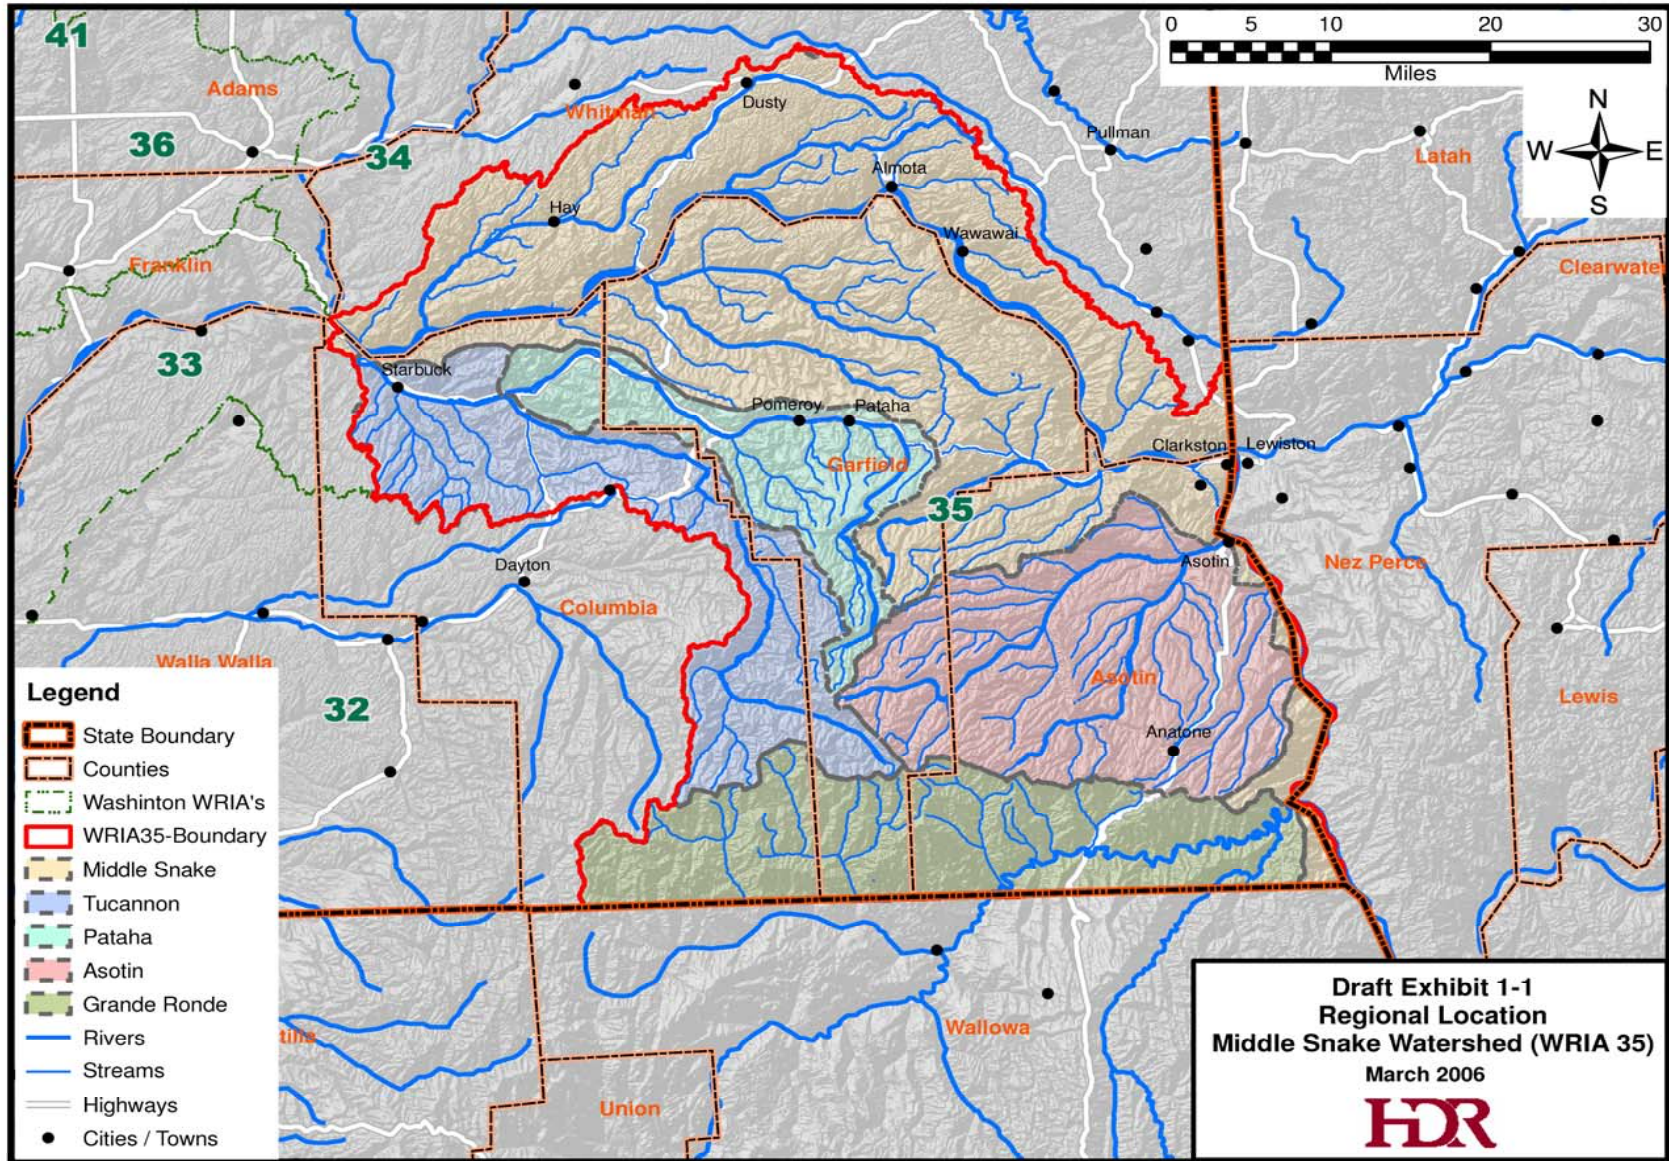 41
Adams
36
34
Whitman
Dusty
Pullman
Almota
Latah
Hay
Wawawai
Franklin
Clearwater
33
Starbuck
Pomeroy
Pataha
Garfield
Clarkston
Lewiston
35
Asotin
Nez Perce
Dayton
Columbia
Walla Walla
32
Asotin
Anatone
Lewis
Wallowa
tilla
Union
0 5 10 20 30
Miles
N
W E
S
Legend
State Boundary
Counties
Washinton WRIA's
WRIA35-Boundary
Middle Snake
Tucannon
Pataha
Asotin
Grande Ronde
Rivers
Streams
Highways
Cities / Towns
Draft Exhibit 1-1
Regional Location
Middle Snake Watershed (WRIA 35)
March 2006
HDR